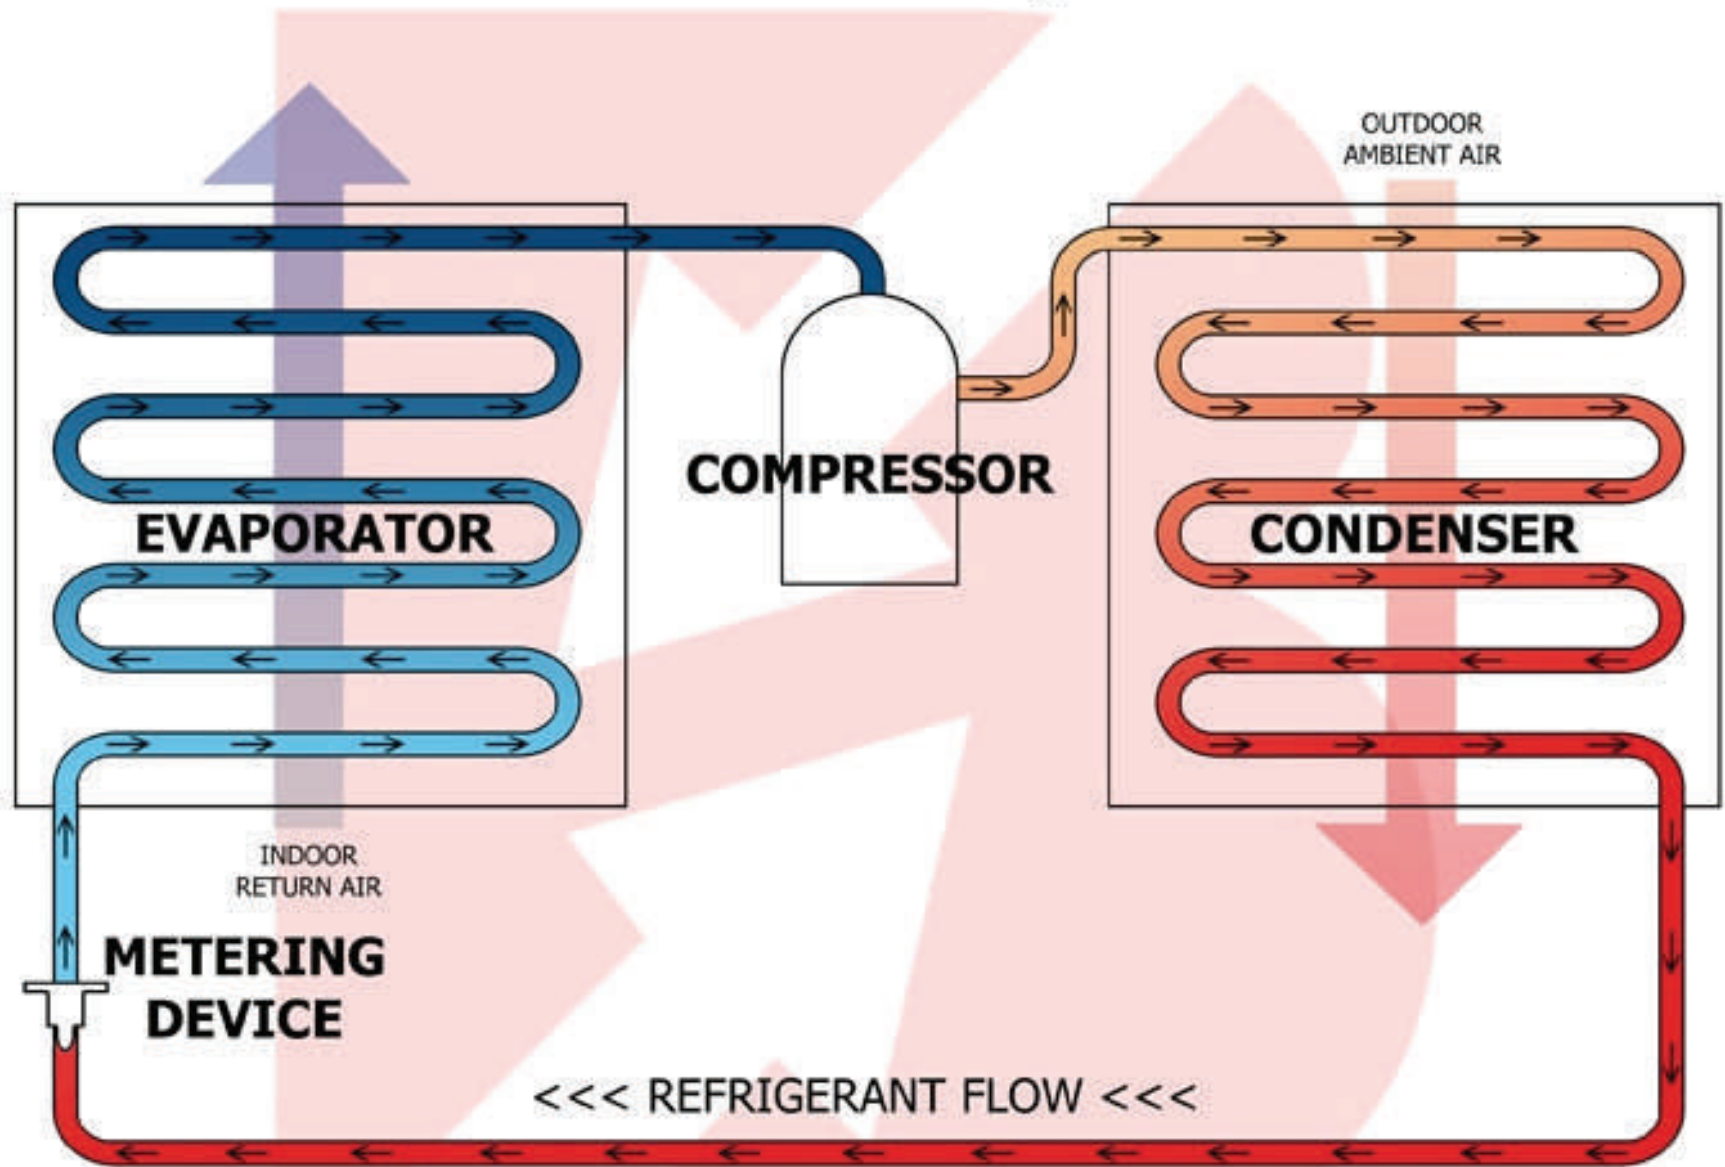 OUTDOOR
AMBIENT AIR
COMPRESSOR
EVAPORATOR
CONDENSER
INDOOR
RETURN AIR
METERING
DEVICE
<<< REFRIGERANT FLOW <<<